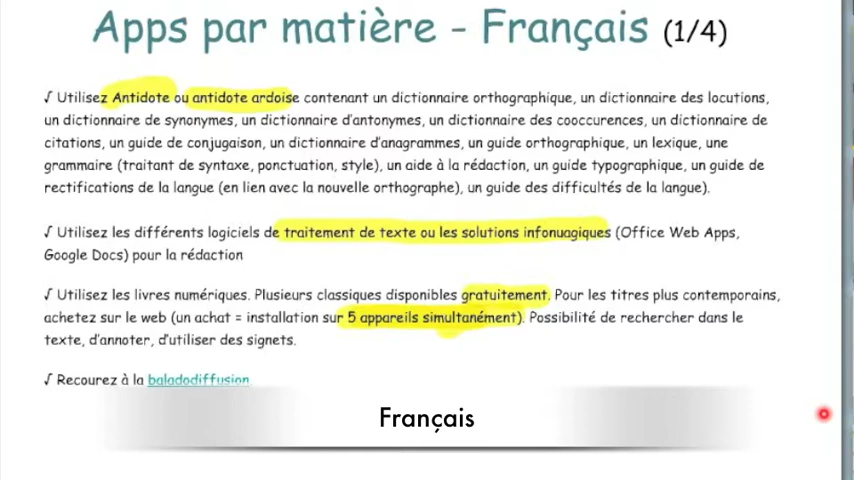 Apps par matière - Français (1/4)
√ Utilisez Antidote ou antidote ardoise contenant un dictionnaire orthographique, un dictionnaire des locutions,
un dictionnaire de synonymes, un dictionnaire d'antonymes, un dictionnaire des cooccurences, un dictionnaire de
citations, un guide de conjugaison, un dictionnaire d'anagrammes, un guide orthographique, un lexique, une
grammaire (traitant de syntaxe, ponctuation, style), un aide à la rédaction, un guide typographique, un guide de
rectifications de la langue (en lien avec la nouvelle orthographe), un guide des difficultés de la langue).
√ Utilisez les différents logiciels de traitement de texte ou les solutions infonuagiques (Office Web Apps,
Google Docs) pour la rédaction
√ Utilisez les livres numériques. Plusieurs classiques disponibles gratuitement. Pour les titres plus contemporains,
achetez sur le web (un achat = installation sur 5 appareils simultanément). Possibilité de rechercher dans le
texte, d'annoter, d'utiliser des signets.
√ Recourez à la baladodiffusion
Français